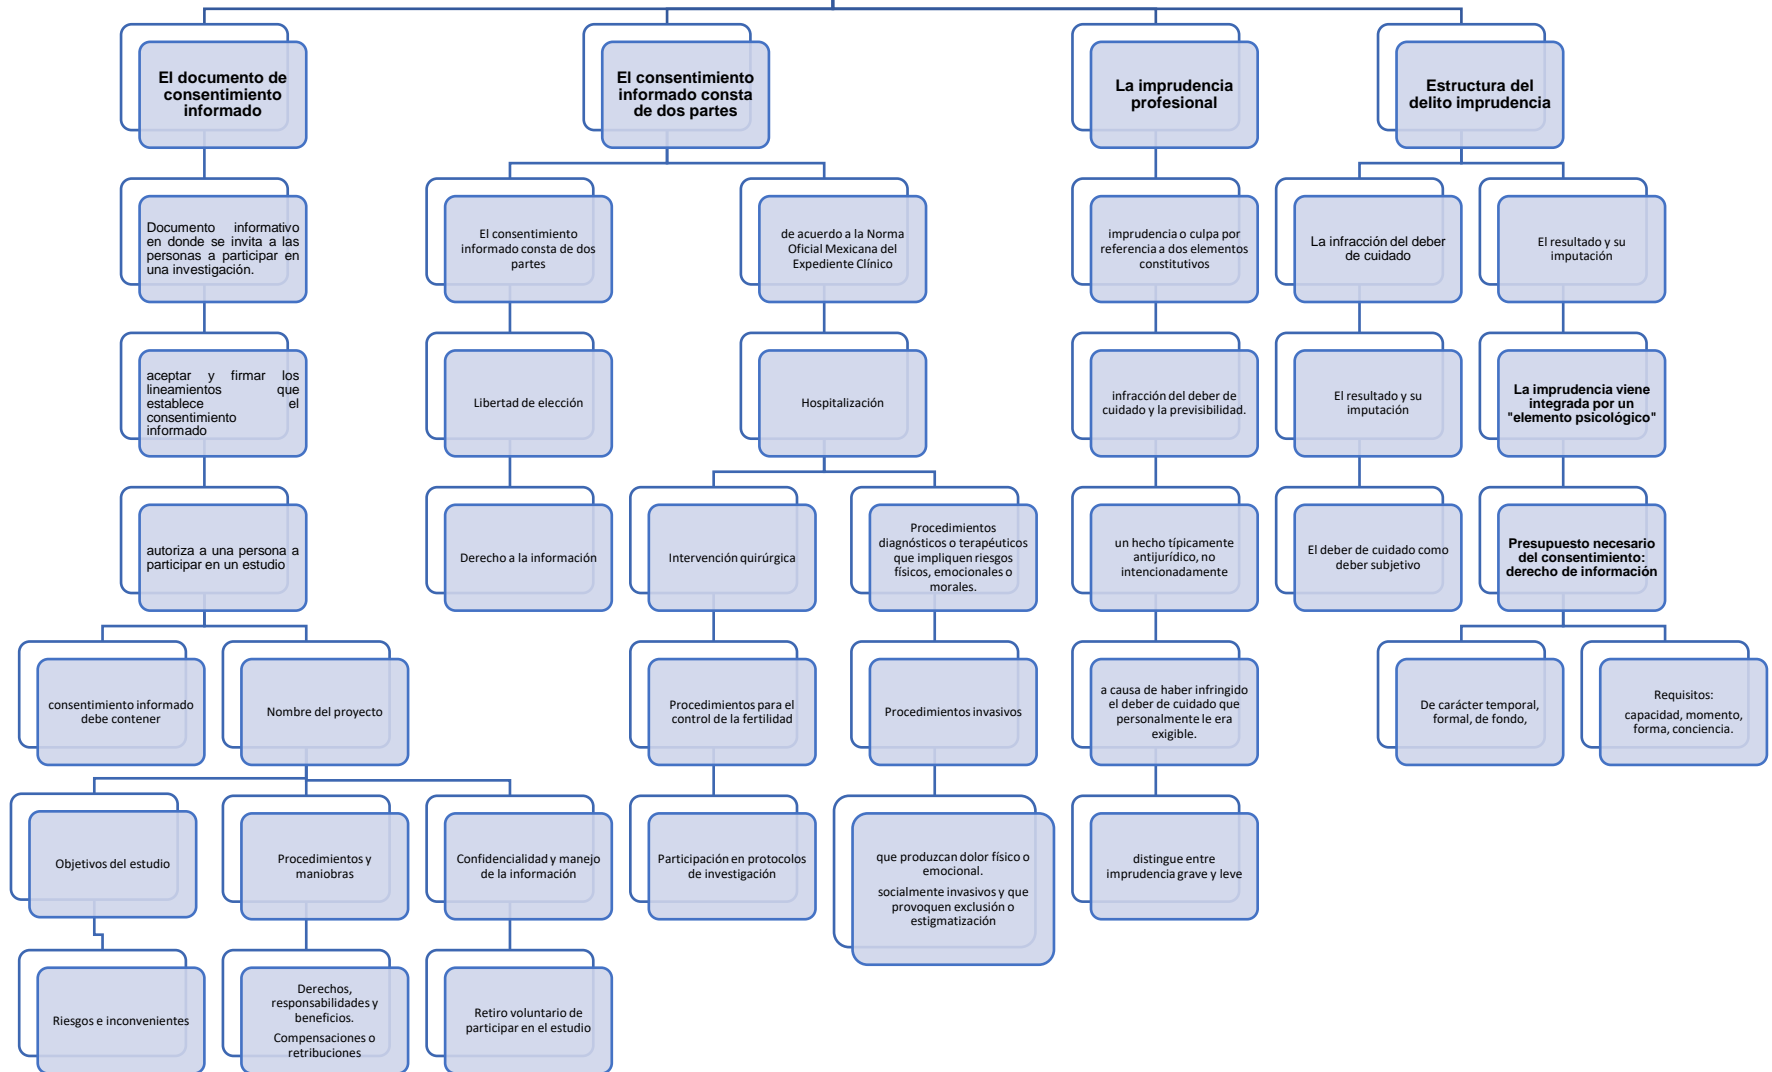 El documento de
consentimiento
informado
El consentimiento
informado consta
de dos partes
La imprudencia
profesional
Estructura del
delito imprudencia
Documento informativo
en donde se invita a las
personas a participar en
una investigación.
El consentimiento
informado consta de dos
partes
de acuerdo a la Norma
Oficial Mexicana del
Expediente Clínico
imprudencia o culpa por
referencia a dos elementos
constitutivos
La infracción del deber
de cuidado
El resultado y su
imputación
aceptar y firmar los
lineamientos que
establece el
consentimiento
informado
Libertad de elección
Hospitalización
infracción del deber de
cuidado y la previsibilidad.
El resultado y su
imputación
La imprudencia viene
integrada por un
"elemento psicológico"
autoriza a una persona a
participar en un estudio
Derecho a la información
Intervención quirúrgica
Procedimientos
diagnósticos o terapéuticos
que impliquen riesgos
físicos, emocionales o
morales.
un hecho típicamente
antijurídico, no
intencionadamente
El deber de cuidado como
deber subjetivo
Presupuesto necesario
del consentimiento:
derecho de información
consentimiento informado
debe contener
Nombre del proyecto
Procedimientos para el
control de la fertilidad
Procedimientos invasivos
a causa de haber infringido
el deber de cuidado que
personalmente le era
exigible.
De carácter temporal,
formal, de fondo,
Requisitos:
capacidad, momento,
forma, conciencia.
Objetivos del estudio
Procedimientos y
maniobras
Confidencialidad y manejo
de la información
Participación en protocolos
de investigación
que produzcan dolor físico o
emocional.
socialmente invasivos y que
provoquen exclusión o
estigmatización
distingue entre
imprudencia grave y leve
Riesgos e inconvenientes
Derechos,
responsabilidades y
beneficios.
Compensaciones o
retribuciones
Retiro voluntario de
participar en el estudio